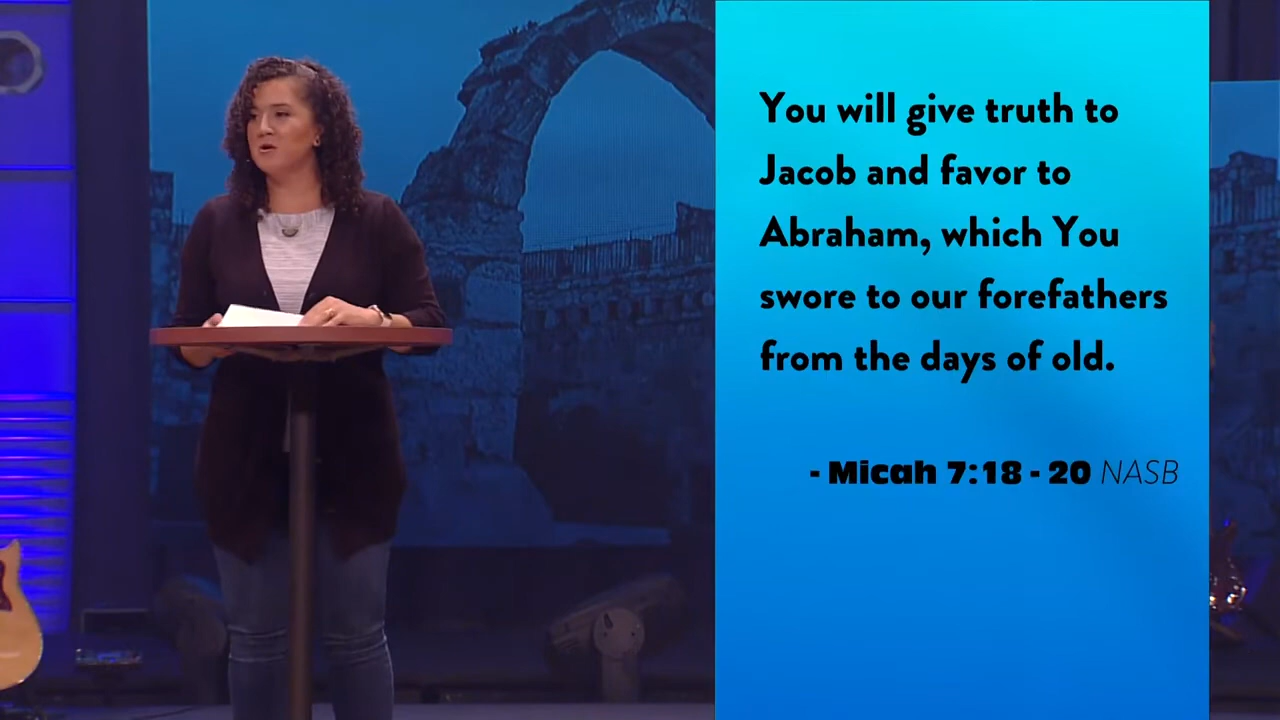 You will give truth to
Jacob and favor to
Abraham, which You
swore to our forefathers
from the days of old.
- Micah 7:18 - 20 NASB